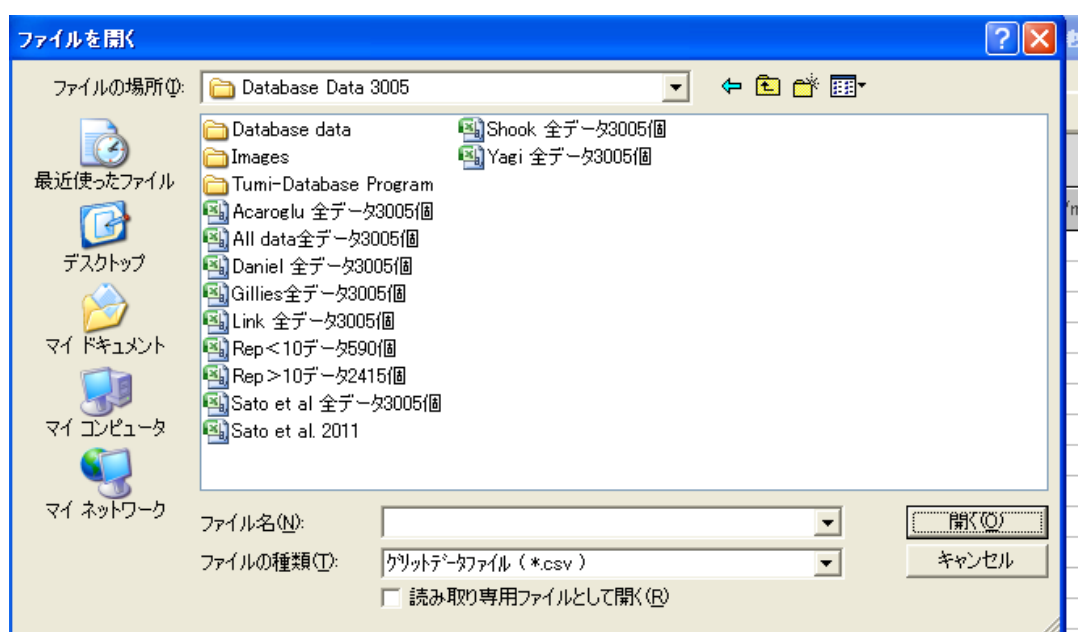 ファイルを開く
ファイルの場所(I):
Database Data 3005
最近使ったファイル
デスクトップ
マイ ドキュメント
マイ コンピュータ
マイ ネットワーク
Database data
Images
Tumi-Database Program
Acaroglu 全データ3005個
All data全データ3005個
Daniel 全データ3005個
Gillies全データ3005個
Link 全データ3005個
Rep<10データ590個
Rep>10データ2415個
Sato et al 全データ3005個
Sato et al. 2011
Shook 全データ3005個
Yagi 全データ3005個
ファイル名(N):
開く(O)
ファイルの種類(T):
グリットデータファイル ( *.csv )
キャンセル
読み取り専用ファイルとして開く(R)